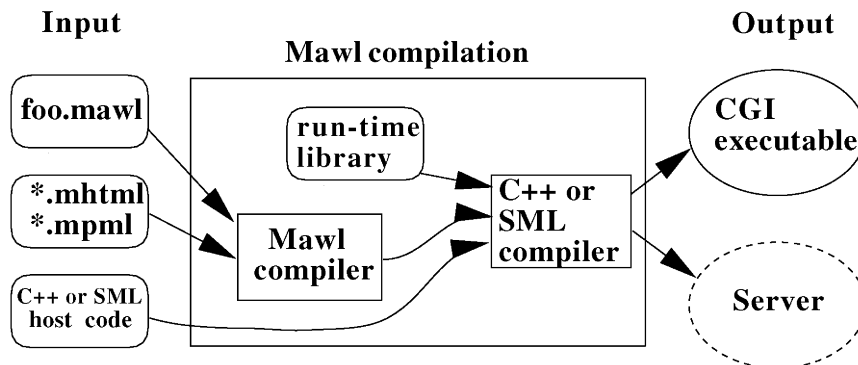 Input
Mawl compilation
Output
foo.mawl
*.mhtml
*.mpml
C++ or SML
host code
run-time
library
Mawl
compiler
C++ or
SML
compiler
CGI
executable
Server